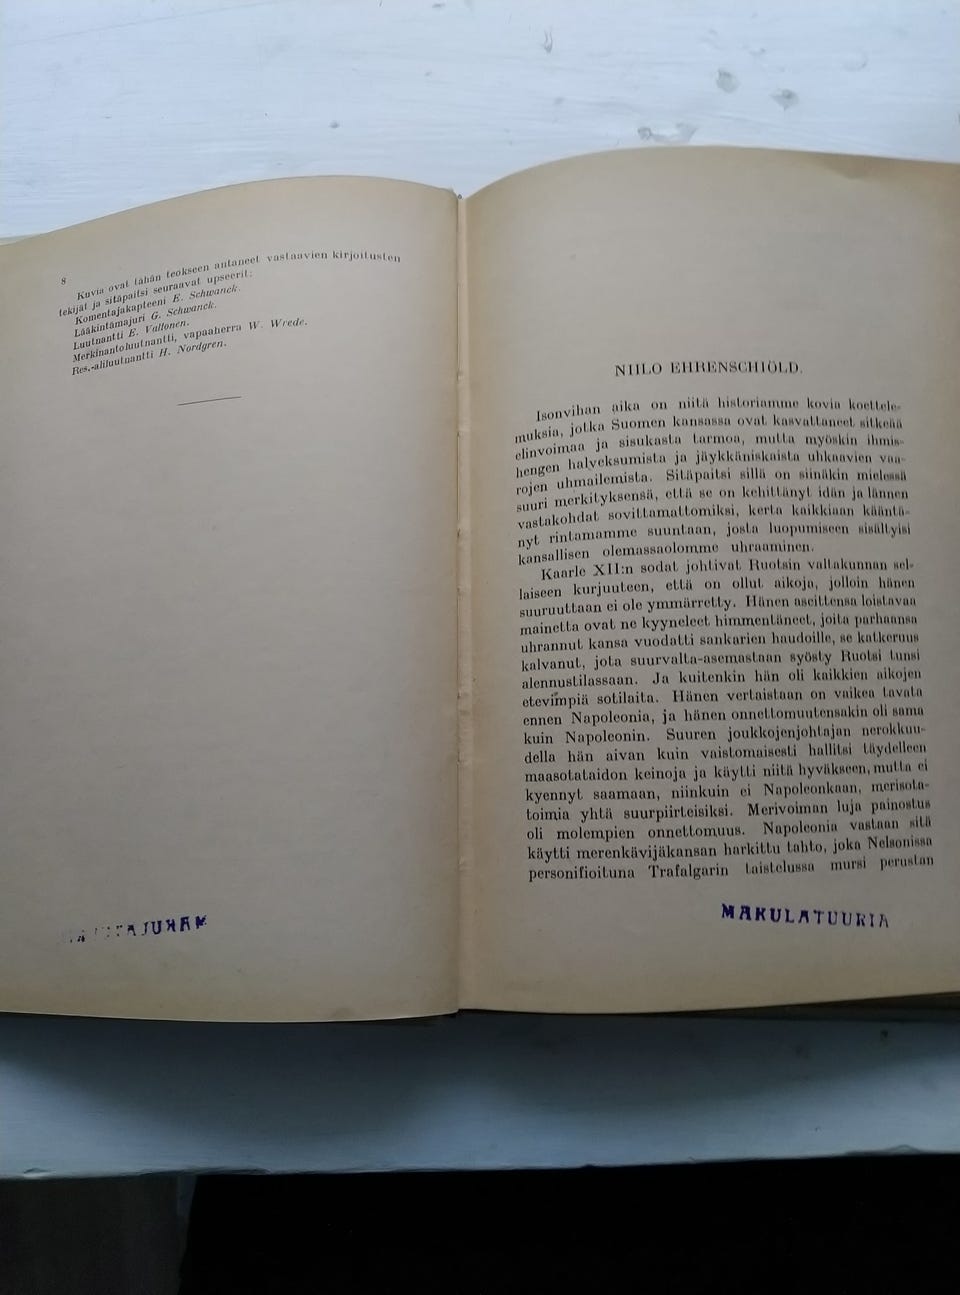 8
Kuvia ovat tähän teokseen antaneet vastaavien kirjoitusten
tekijät ja sitäpaitsi seuraavat upseerit:
Komentajakapteeni E. Schwanck.
Lääkintämajuri G. Schwanck.
Luutnantti E. Valtonen.
Merkinantoluutnantti, vapaaherra W. Wrede.
Res.-aliluutnantti H. Nordgren.
NIILO EHRENSCHIÖLD.
Isonvihan aika on niitä historiamme kovia koettele-
muksia, jotka Suomen kansassa ovat kasvattaneet sitkeää
elinvoimaa ja sisukasta tarmoa, mutta myöskin ihmis-
hengen halveksumista ja jäykkäniskaista uhkaavien vaa-
rojen uhmailemista. Sitäpaitsi sillä on siinäkin mielessä
suuri merkityksensä, että se on kehittänyt idän ja lännen
vastakohdat sovittamattomiksi, kerta kaikkiaan kääntä-
nyt rintamamme suuntaan, josta luopumiseen sisältyisi
kansallisen olemassaolomme uhraaminen.
Kaarle XII:n sodat johtivat Ruotsin valtakunnan sel-
laiseen kurjuuteen, että on ollut aikoja, jolloin hänen
suuruuttaan ei ole ymmärretty. Hänen aseittensa loistavaa
mainetta ovat ne kyyneleet himmentäneet, joita parhaansa
uhrannut kansa vuodatti sankarien haudoille, se katkeruus
kalvanut, jota suurvalta-asemastaan syösty Ruotsi tunsi
alennustilassaan. Ja kuitenkin hän oli kaikkien aikojen
etevimpiä sotilaita. Hänen vertaistaan on vaikea tavata
ennen Napoleonia, ja hänen onnettomuutensakin oli sama
kuin Napoleonin. Suuren joukkojenjohtajan nerokkuu-
della hän aivan kuin vaistomaisesti hallitsi täydelleen
maasotataidon keinoja ja käytti niitä hyväkseen, mutta ei
kyennyt saamaan, niinkuin ei Napoleonkaan, merisota-
toimia yhtä suurpiirteisiksi. Merivoiman luja painostus
oli molempien onnettomuus. Napoleonia vastaan sitä
käytti merenkävijäkansan harkittu tahto, joka Nelsonissa
personifioituna Trafalgarin taistelussa mursi perustan
MAKULATUURIA